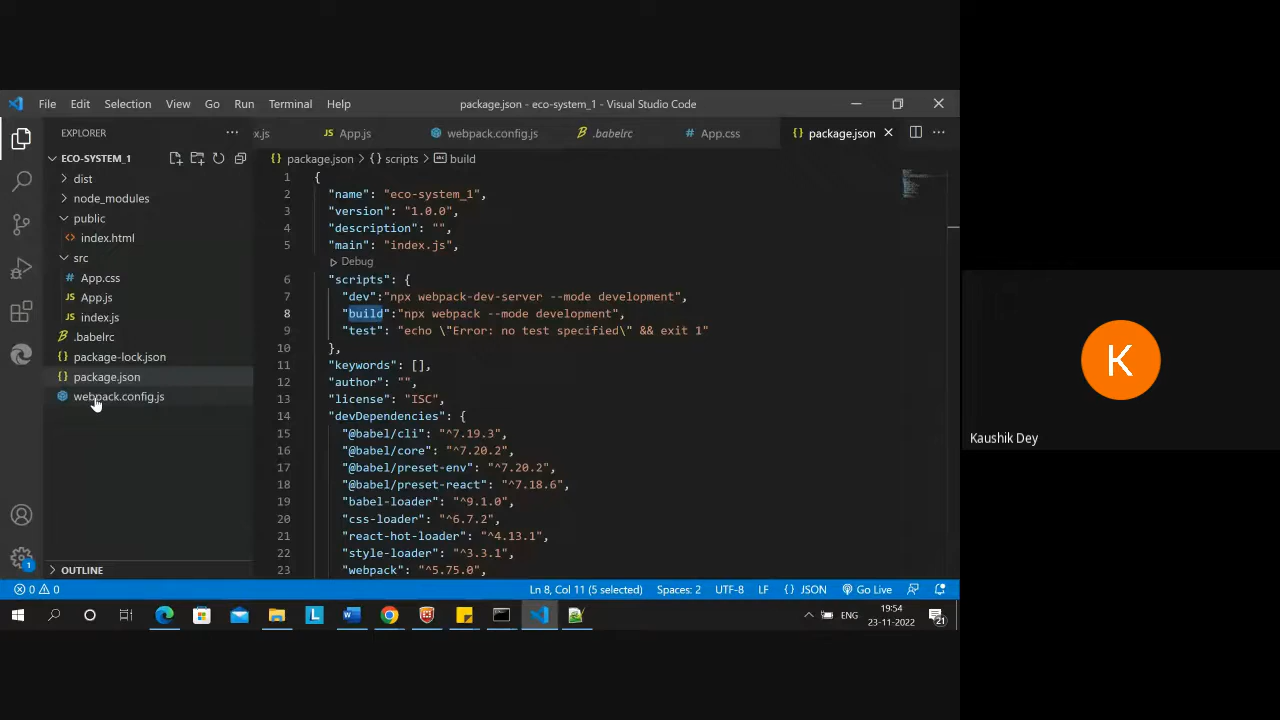 File Edit Selection View Go Run Terminal Help package.json - eco-system_1 - Visual Studio Code
EXPLORER
x.js App.js webpack.config.js .babelrc App.css package.json
ECO-SYSTEM_1
package.json > scripts > build
dist
node_modules
public
index.html
src
App.css
App.js
index.js
.babelrc
package-lock.json
package.json
webpack.config.js
OUTLINE
1 {
2 "name": "eco-system_1",
3 "version": "1.0.0",
4 "description": "",
5 "main": "index.js",
Debug
6 "scripts": {
7 "dev":"npx webpack-dev-server --mode development",
8 "build":"npx webpack --mode development",
9 "test": "echo \"Error: no test specified\" && exit 1"
10 },
11 "keywords": [],
12 "author": "",
13 "license": "ISC",
14 "devDependencies": {
15 "@babel/cli": "^7.19.3",
16 "@babel/core": "^7.20.2",
17 "@babel/preset-env": "^7.20.2",
18 "@babel/preset-react": "^7.18.6",
19 "babel-loader": "^9.1.0",
20 "css-loader": "^6.7.2",
21 "react-hot-loader": "^4.13.1",
22 "style-loader": "^3.3.1",
23 "webpack": "^5.75.0",
1
0 0 Ln 8, Col 11 (5 selected) Spaces: 2 UTF-8 LF {} JSON Go Live
L ENG 19:54
23-11-2022 21
K
Kaushik Dey